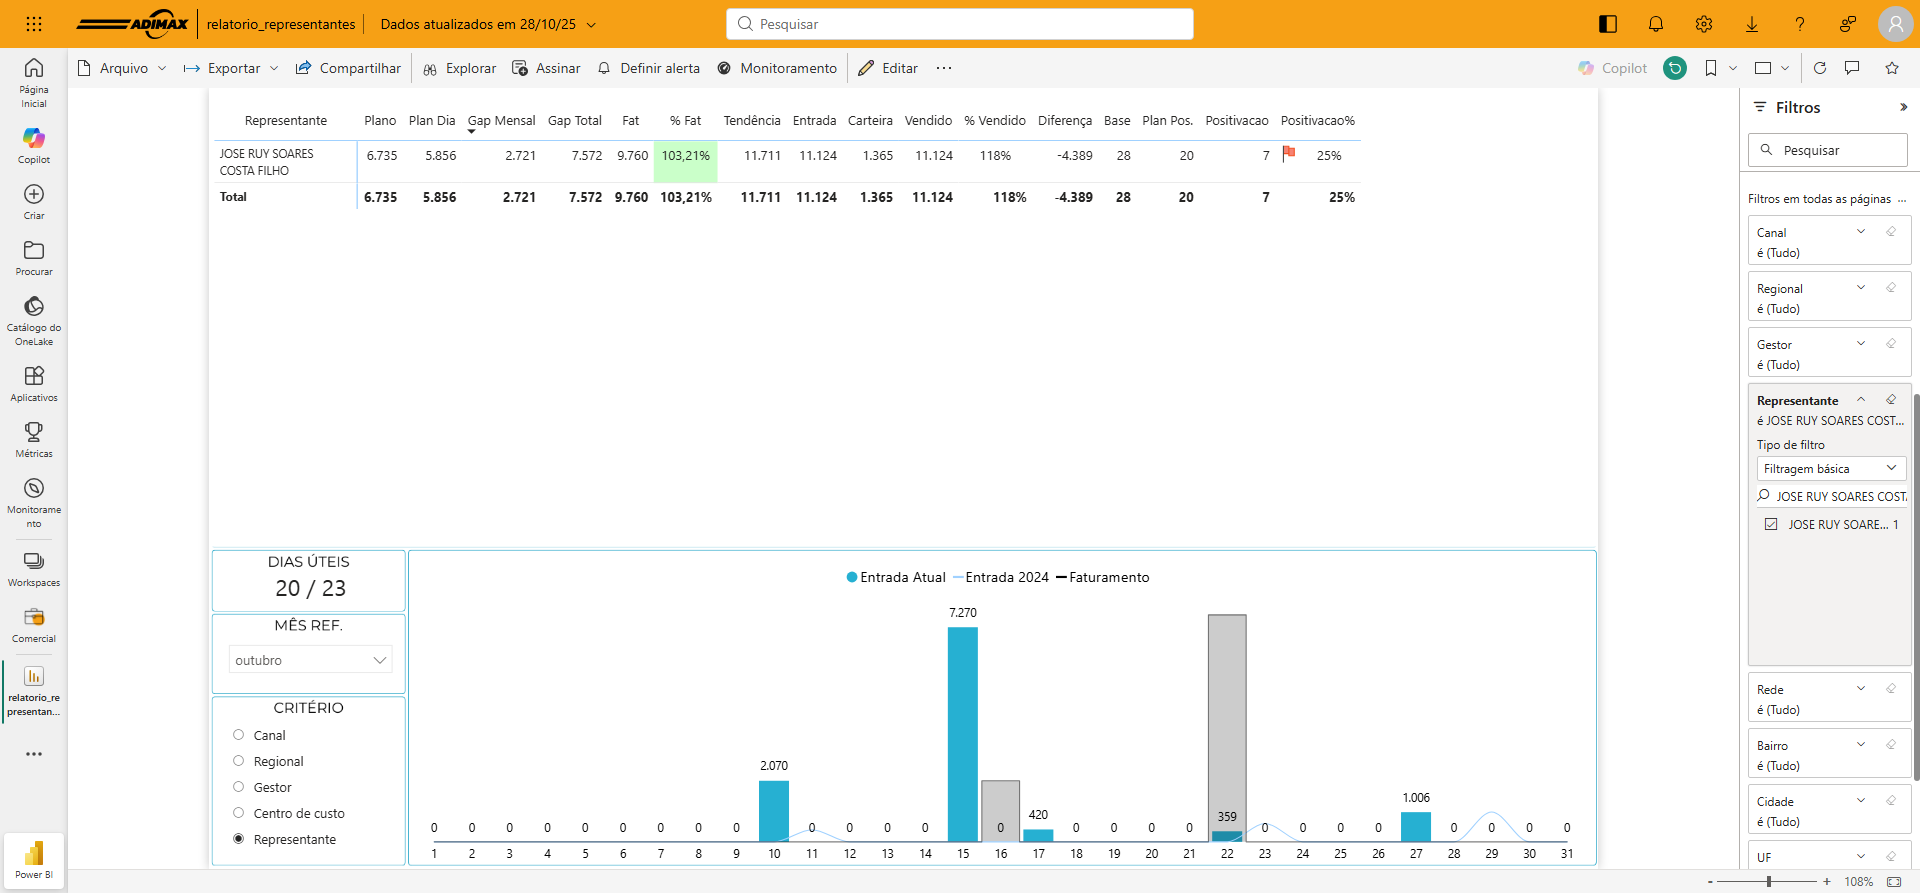 ADIMAX relatorio_representantes Dados atualizados em 28/10/25 Pesquisar
Arquivo Exportar Compartilhar Explorar Assinar Definir alerta Monitoramento Editar ... Copilot
Página Inicial
Copilot
Criar
Procurar
Catálogo do OneLake
Aplicativos
Métricas
Monitorame
nto
Workspaces
Comercial
relatorio_re
presentan...
Power BI
Representante Plano Plan Dia Gap Mensal Gap Total Fat % Fat Tendência Entrada Carteira Vendido % Vendido Diferença Base Plan Pos. Positivacao Positivacao%
JOSE RUY SOARES COSTA FILHO 6.735 5.856 2.721 7.572 9.760 103,21% 11.711 11.124 1.365 11.124 118% -4.389 28 20 7 25%
Total 6.735 5.856 2.721 7.572 9.760 103,21% 11.711 11.124 1.365 11.124 118% -4.389 28 20 7 25%
DIAS ÚTEIS
20 / 23
MÊS REF.
outubro
CRITÉRIO
Canal
Regional
Gestor
Centro de custo
Representante
Entrada Atual Entrada 2024 Faturamento
0 0 0 0 0 0 0 0 0 2.070 0 0 0 0 7.270 0 420 0 0 0 0 359 0 0 0 0 1.006 0 0 0 0
1 2 3 4 5 6 7 8 9 10 11 12 13 14 15 16 17 18 19 20 21 22 23 24 25 26 27 28 29 30 31
Filtros
Pesquisar
Filtros em todas as páginas ...
Canal
é (Tudo)
Regional
é (Tudo)
Gestor
é (Tudo)
Representante
é JOSE RUY SOARES COST...
Tipo de filtro
Filtragem básica
JOSE RUY SOARES COST
JOSE RUY SOARE... 1
Rede
é (Tudo)
Bairro
é (Tudo)
Cidade
é (Tudo)
UF
- + 108%